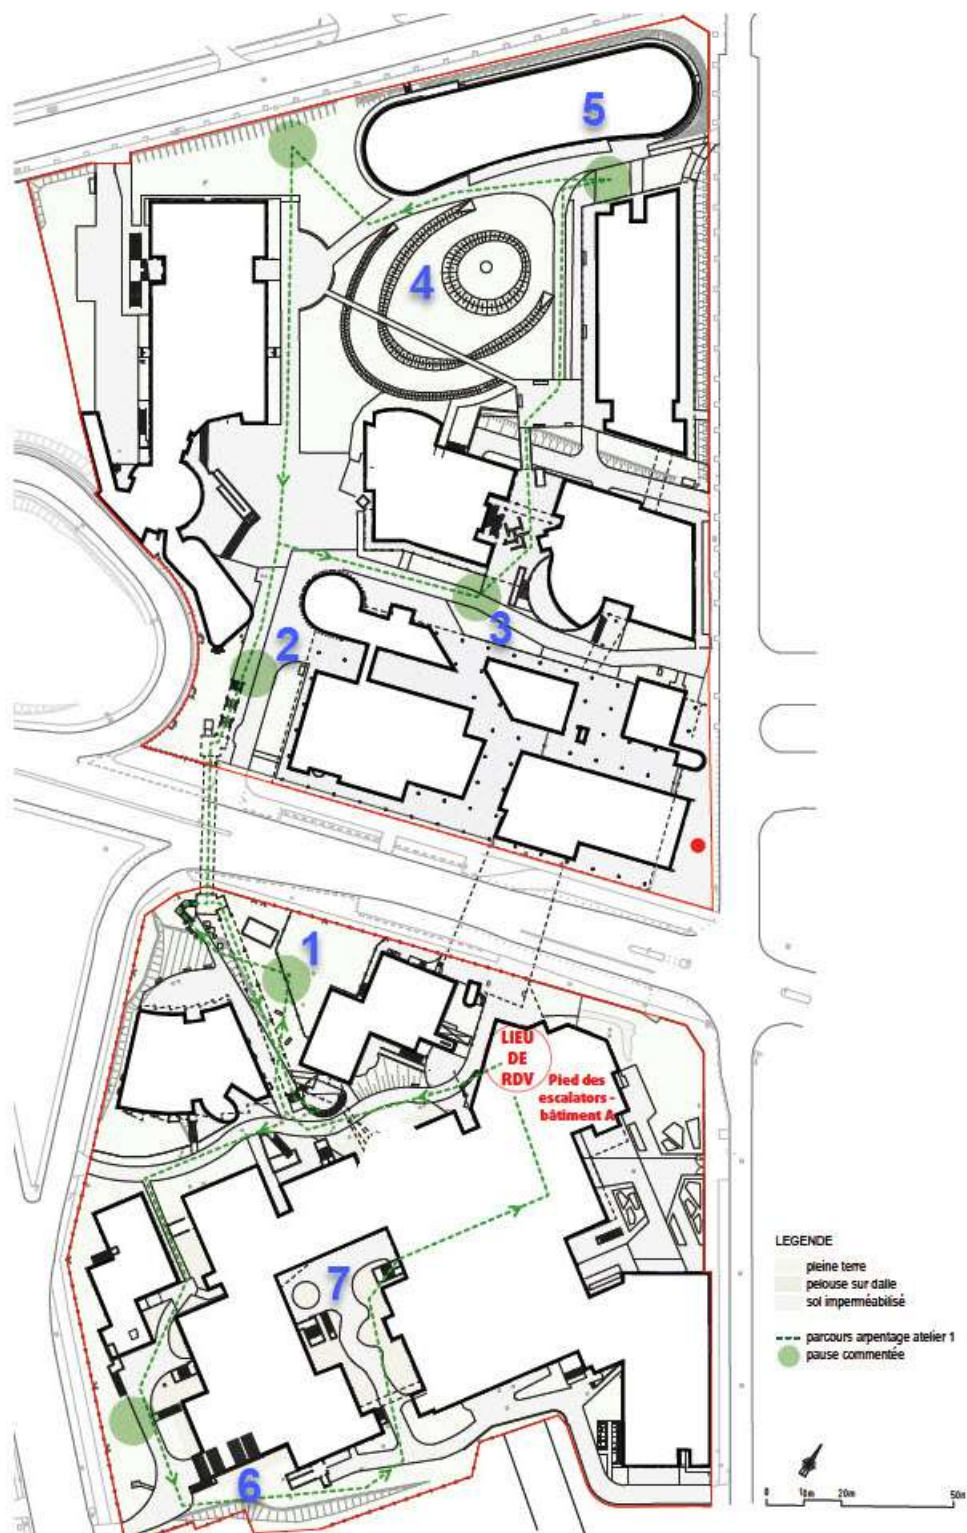 5
4
2
3
1
LIEU
DE
RDV
Pied des
escalators -
bâtiment A
7
6
LEGENDE
pleine terre
pelouse sur dalle
sol imperméabilisé
parcours arpentage atelier 1
pause commentée
0 10m 20m 50m